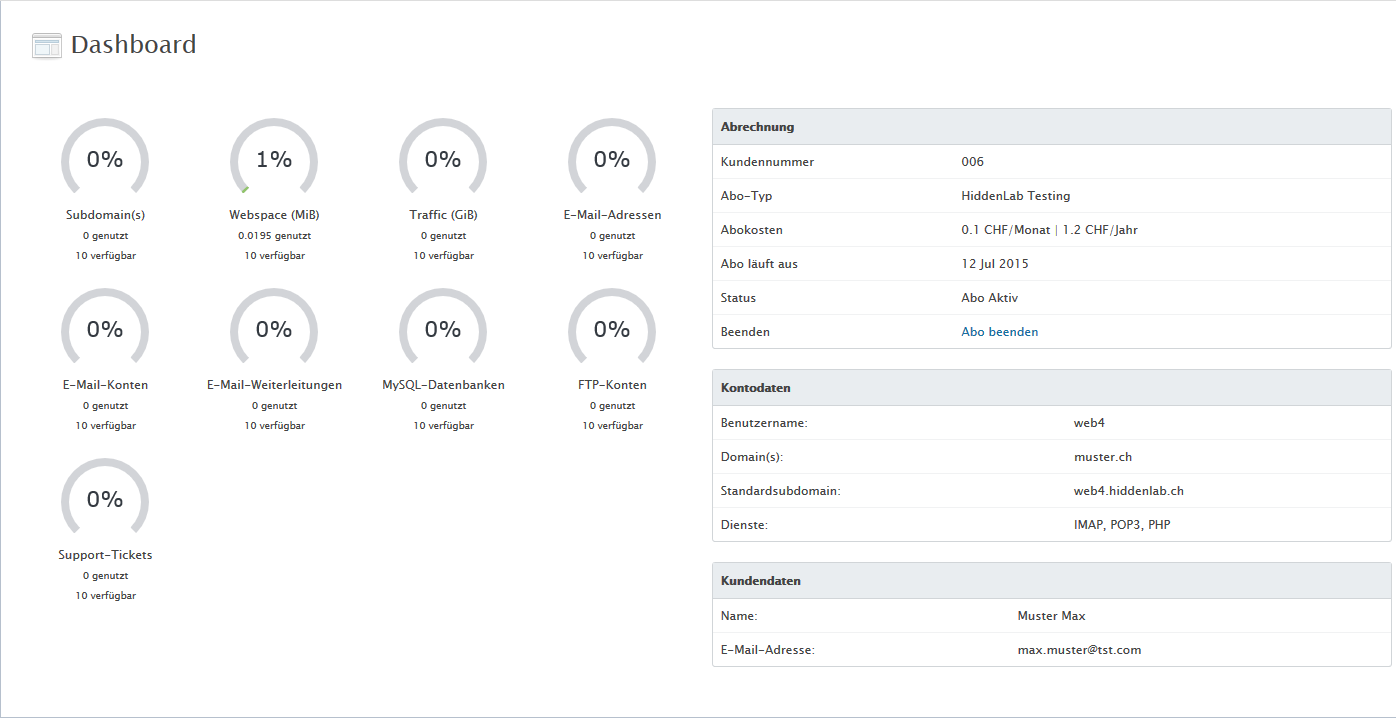 Dashboard
0%
Subdomain(s)
0 genutzt
10 verfügbar
1%
Webspace (MiB)
0.0195 genutzt
10 verfügbar
0%
Traffic (GiB)
0 genutzt
10 verfügbar
0%
E-Mail-Adressen
0 genutzt
10 verfügbar
0%
E-Mail-Konten
0 genutzt
10 verfügbar
0%
E-Mail-Weiterleitungen
0 genutzt
10 verfügbar
0%
MySQL-Datenbanken
0 genutzt
10 verfügbar
0%
FTP-Konten
0 genutzt
10 verfügbar
0%
Support-Tickets
0 genutzt
10 verfügbar
Abrechnung
Kundennummer 006
Abo-Typ HiddenLab Testing
Abokosten 0.1 CHF/Monat | 1.2 CHF/Jahr
Abo läuft aus 12 Jul 2015
Status Abo Aktiv
Beenden Abo beenden
Kontodaten
Benutzername: web4
Domain(s): muster.ch
Standardsubdomain: web4.hiddenlab.ch
Dienste: IMAP, POP3, PHP
Kundendaten
Name: Muster Max
E-Mail-Adresse: max.muster@tst.com